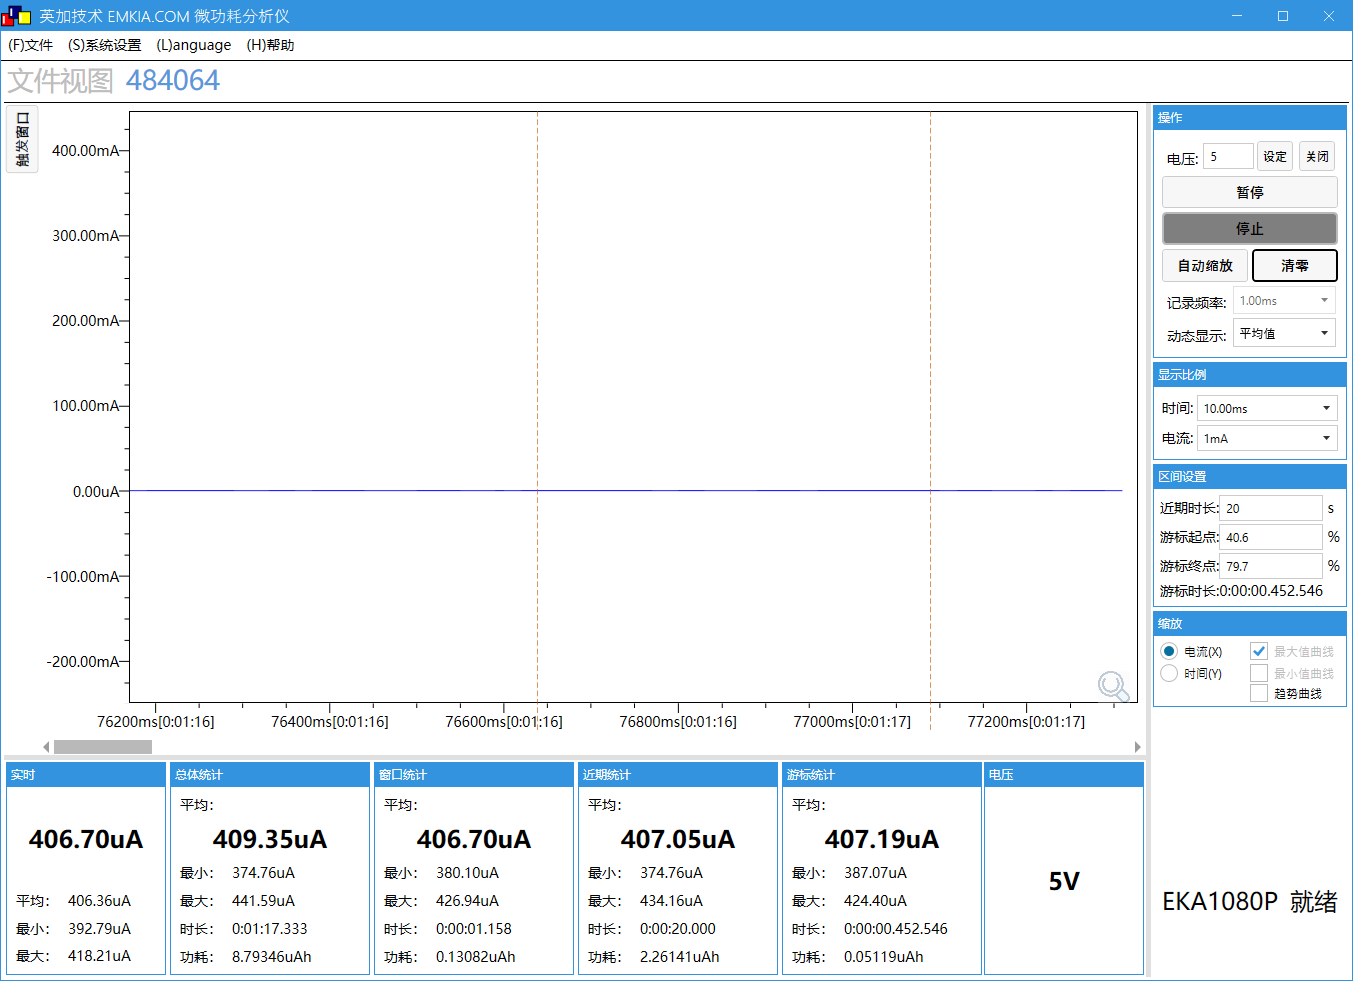 英加技术 EMKIA.COM 微功耗分析仪
(F)文件 (S)系统设置 (L)anguage (H)帮助
文件视图 484064
触发窗口
400.00mA
300.00mA
200.00mA
100.00mA
0.00uA
-100.00mA
-200.00mA
76200ms[0:01:16] 76400ms[0:01:16] 76600ms[0:01:16] 76800ms[0:01:16] 77000ms[0:01:17] 77200ms[0:01:17]
操作
电压: 5 设定 关闭
暂停
停止
自动缩放 清零
记录频率: 1.00ms
动态显示: 平均值
显示比例
时间: 10.00ms
电流: 1mA
区间设置
近期时长: 20 s
游标起点: 40.6 %
游标终点: 79.7 %
游标时长:0:00:00.452.546
缩放
电流(X) 最大值曲线
时间(Y) 最小值曲线
趋势曲线
实时
406.70uA
平均: 406.36uA
最小: 392.79uA
最大: 418.21uA
总体统计
平均:
409.35uA
最小: 374.76uA
最大: 441.59uA
时长: 0:01:17.333
功耗: 8.79346uAh
窗口统计
平均:
406.70uA
最小: 380.10uA
最大: 426.94uA
时长: 0:00:01.158
功耗: 0.13082uAh
近期统计
平均:
407.05uA
最小: 374.76uA
最大: 434.16uA
时长: 0:00:20.000
功耗: 2.26141uAh
游标统计
平均:
407.19uA
最小: 387.07uA
最大: 424.40uA
时长: 0:00:00.452.546
功耗: 0.05119uAh
电压
5V
EKA1080P 就绪